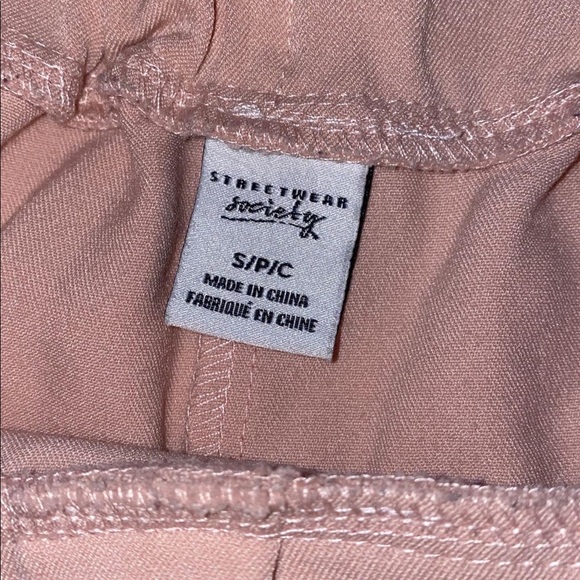 STREETWEAR
society
S/P/C
MADE IN CHINA
FABRIQUÉ EN CHINE